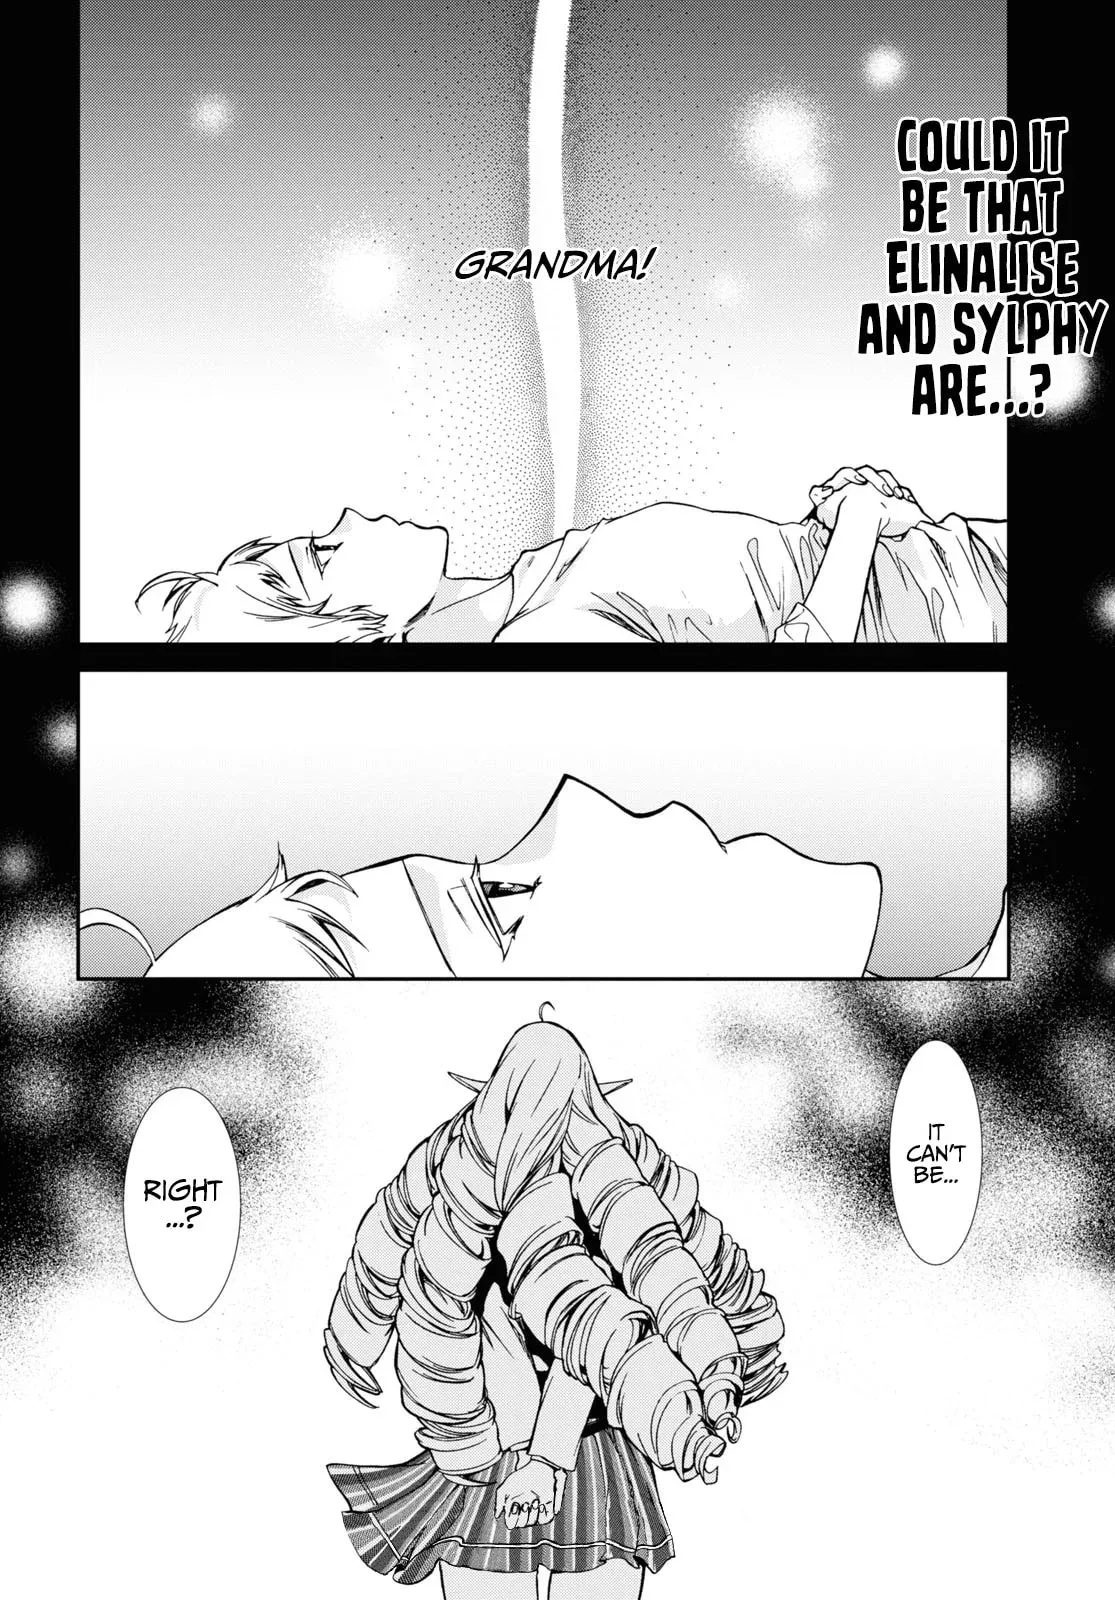 COULD IT
BE THAT
ELINALISE
AND SYLPHY
ARE...?
GRANDMA!
IT
CAN'T
BE...
RIGHT
...?